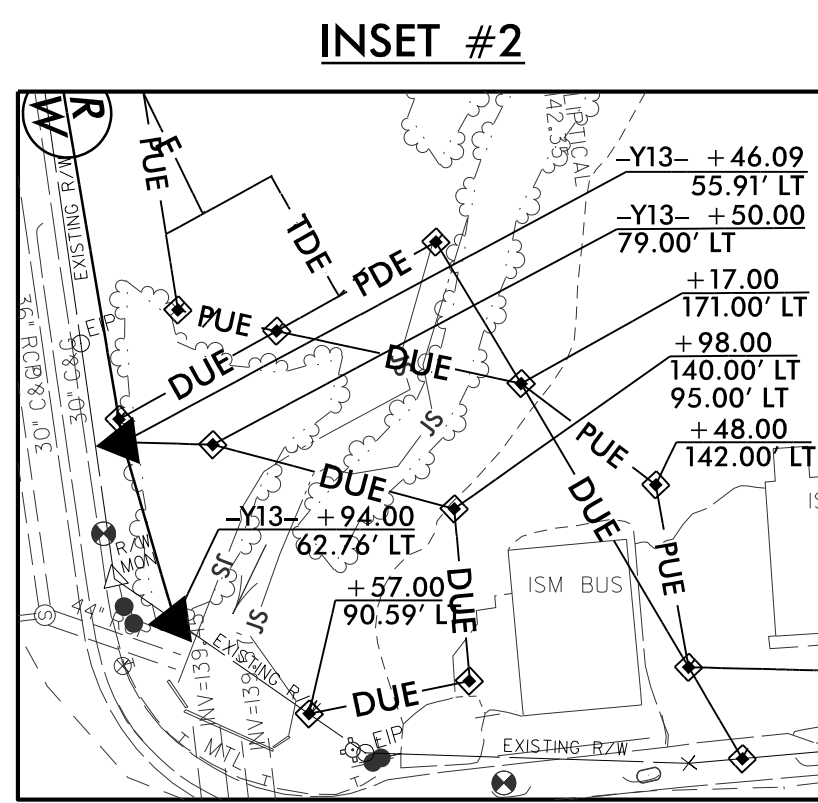 INSET #2
R
W
EXISTING R/W
PUE
E
TDE
PDE
-Y13- +46.09
55.91' LT
-Y13- +50.00
79.00' LT
+17.00
171.00' LT
+98.00
140.00' LT
95.00' LT
+48.00
142.00' LT
36" RCP
30" C&G
30" C&G
EIP
PUE
DUE
DUE
PUE
DUE
DUE
PUE
JS
JS
JS
-Y13- +94.00
62.76' LT
+57.00
90.59' LT
DUE
DUE
R/W
MON
S
44"
EXISTING R/W
ISM BUS
MTL
T
T
T
EIP
EXISTING R/W